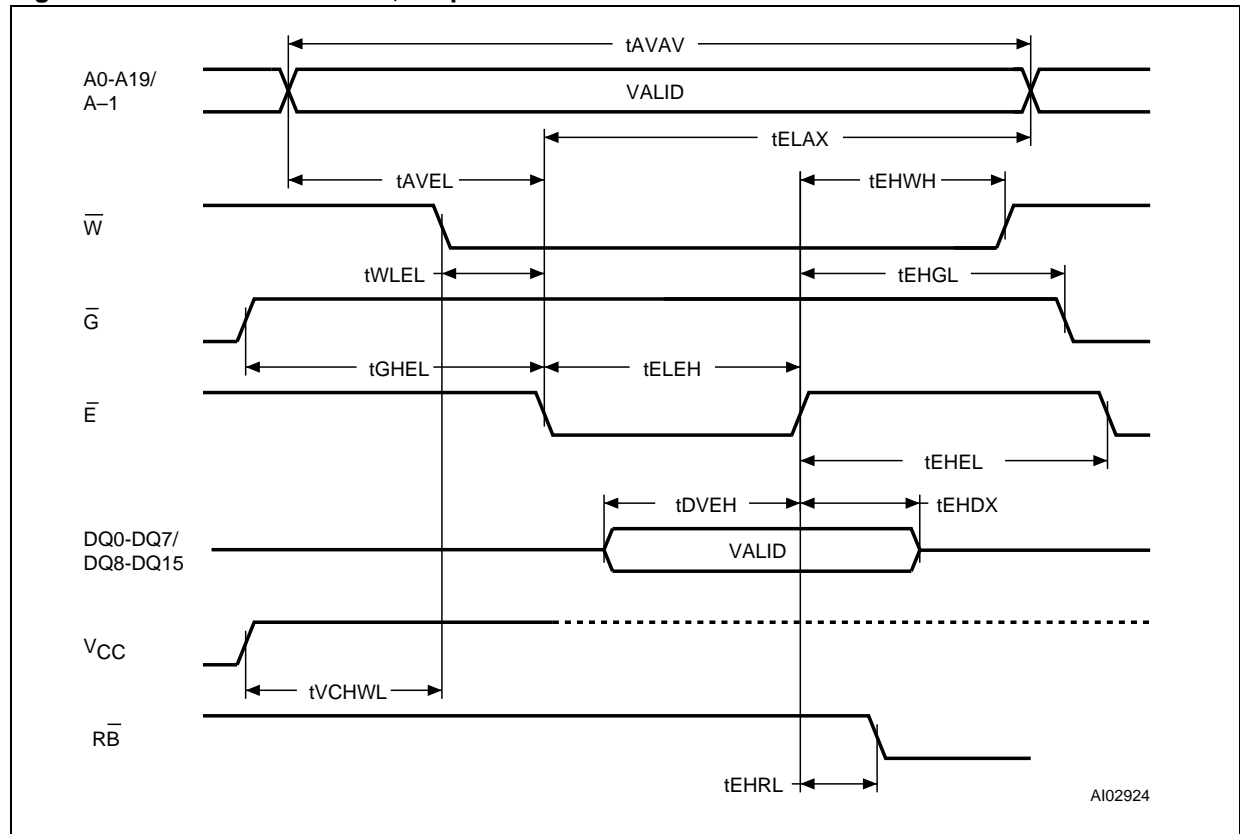 tAVAV
A0-A19/
A–1
VALID
tELAX
tAVEL
tEHWH
W̅
tWLEL
tEHGL
G̅
tGHEL
tELEH
E̅
tEHEL
tDVEH
tEHDX
DQ0-DQ7/
DQ8-DQ15
VALID
VCC
tVCHWL
RB̅
tEHRL
AI02924